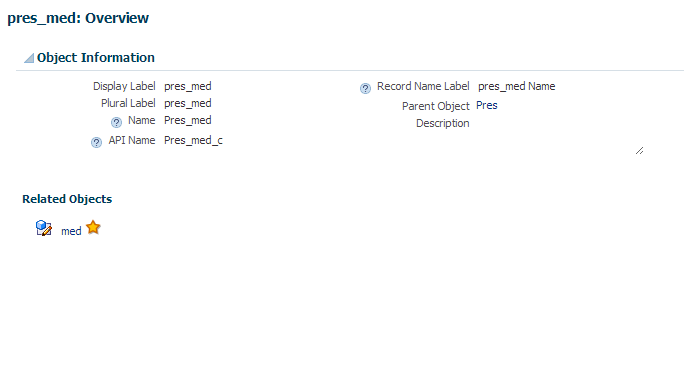 pres_med: Overview
Object Information
Display Label pres_med
Plural Label pres_med
Name Pres_med
API Name Pres_med_c
Record Name Label pres_med Name
Parent Object Pres
Description
Related Objects
med